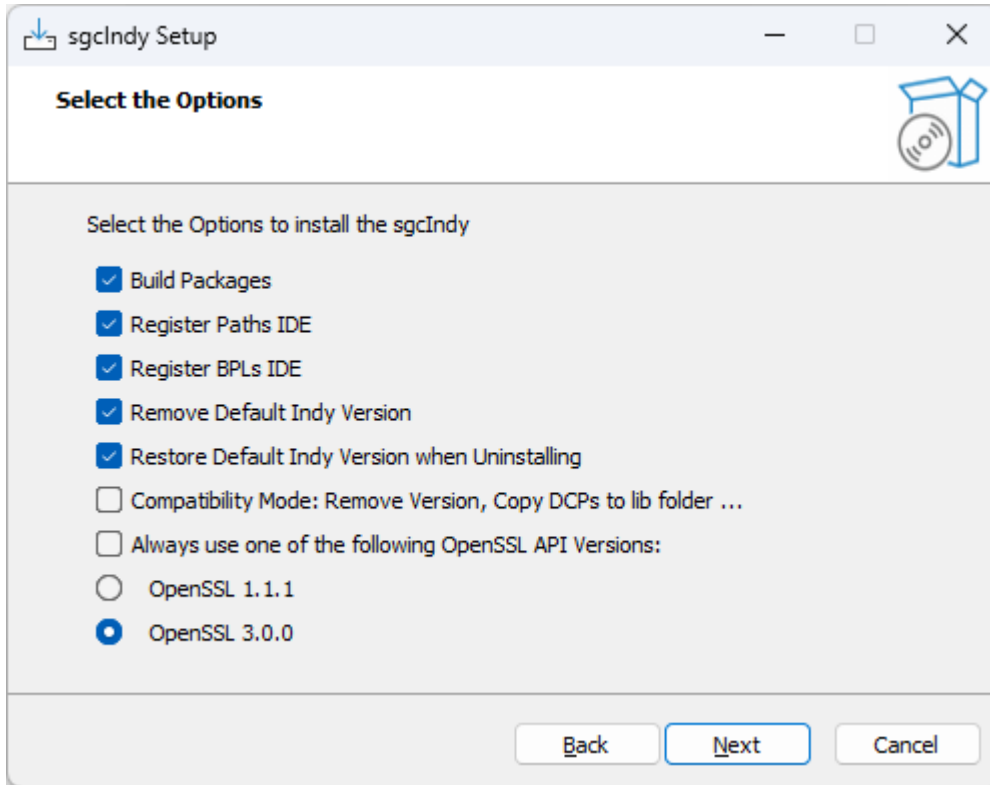 sgcIndy Setup
Select the Options
Select the Options to install the sgcIndy
Build Packages
Register Paths IDE
Register BPLs IDE
Remove Default Indy Version
Restore Default Indy Version when Uninstalling
Compatibility Mode: Remove Version, Copy DCPs to lib folder ...
Always use one of the following OpenSSL API Versions:
OpenSSL 1.1.1
OpenSSL 3.0.0
Back Next Cancel